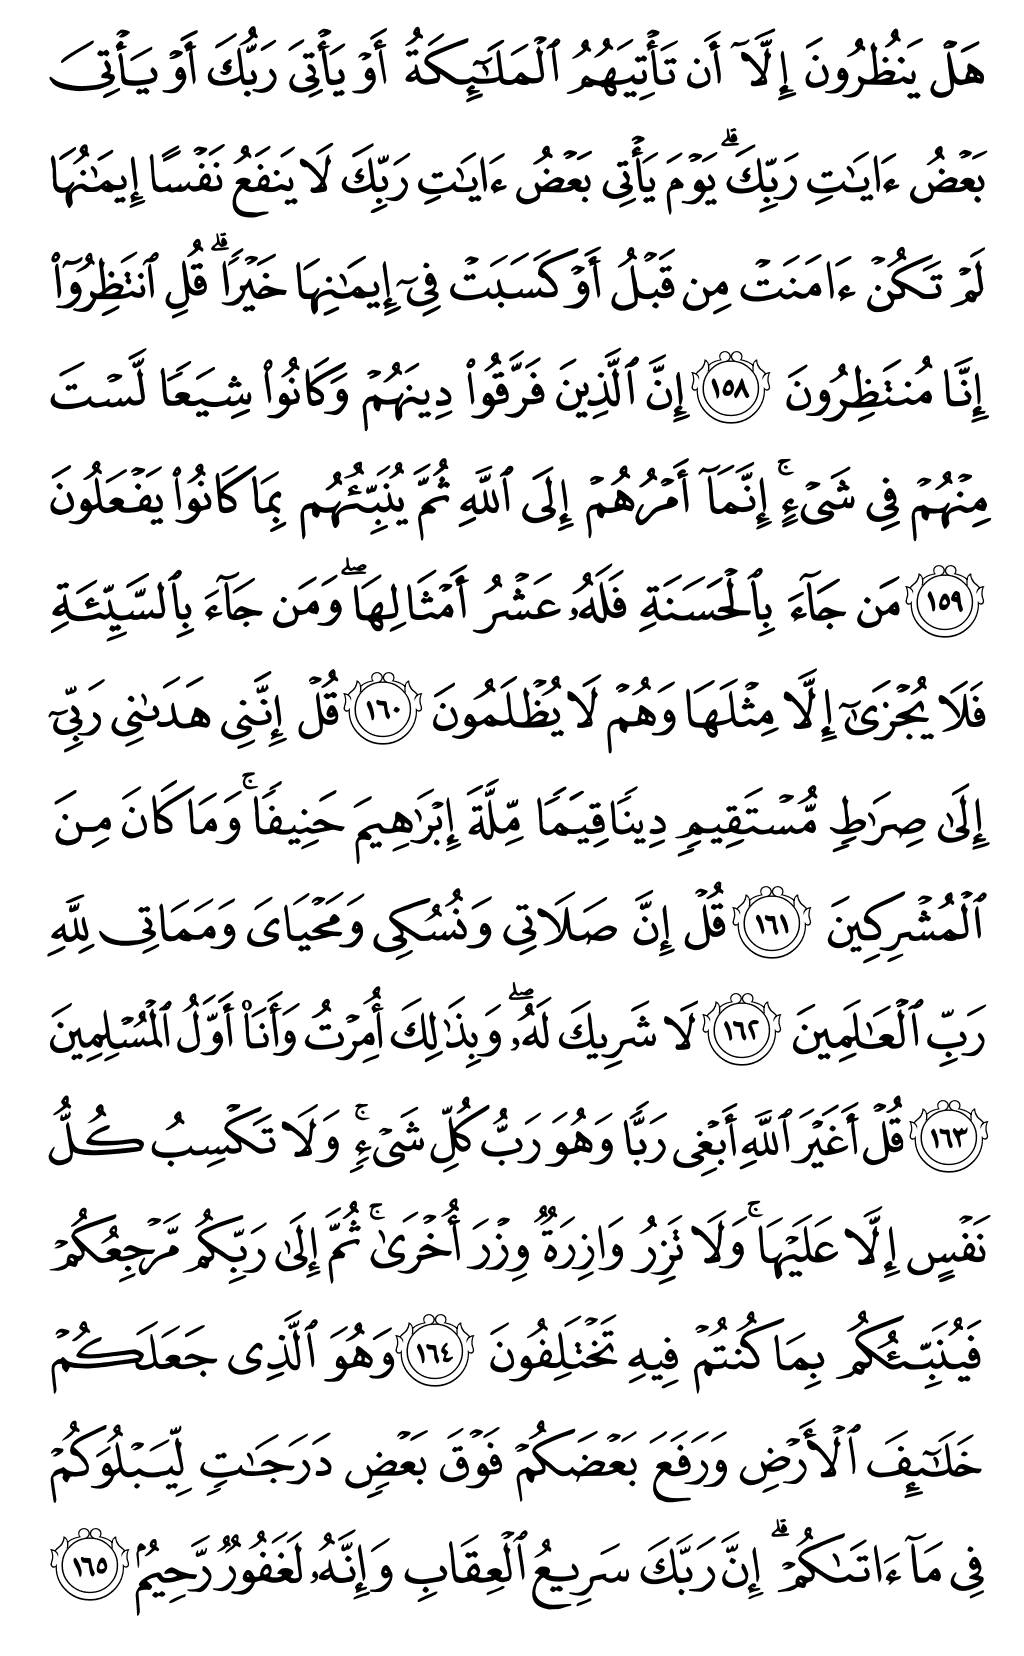 هَلۡ يَنظُرُونَ إِلَّآ أَن تَأۡتِيَهُمُ ٱلۡمَلَٰٓئِكَةُ أَوۡ يَأۡتِيَ رَبُّكَ أَوۡ يَأۡتِيَ
بَعۡضُ ءَايَٰتِ رَبِّكَۗ يَوۡمَ يَأۡتِي بَعۡضُ ءَايَٰتِ رَبِّكَ لَا يَنفَعُ نَفۡسًا إِيمَٰنُهَا
لَمۡ تَكُنۡ ءَامَنَتۡ مِن قَبۡلُ أَوۡ كَسَبَتۡ فِيٓ إِيمَٰنِهَا خَيۡرٗاۗ قُلِ ٱنتَظِرُوٓاْ
إِنَّا مُنتَظِرُونَ ١٥٨ إِنَّ ٱلَّذِينَ فَرَّقُواْ دِينَهُمۡ وَكَانُواْ شِيَعٗا لَّسۡتَ
مِنۡهُمۡ فِي شَيۡءٍۚ إِنَّمَآ أَمۡرُهُمۡ إِلَى ٱللَّهِ ثُمَّ يُنَبِّئُهُم بِمَا كَانُواْ يَفۡعَلُونَ
١٥٩ مَن جَآءَ بِٱلۡحَسَنَةِ فَلَهُۥ عَشۡرُ أَمۡثَالِهَاۖ وَمَن جَآءَ بِٱلسَّيِّئَةِ
فَلَا يُجۡزَىٰٓ إِلَّا مِثۡلَهَا وَهُمۡ لَا يُظۡلَمُونَ ١٦٠ قُلۡ إِنَّنِي هَدَىٰنِي رَبِّيٓ
إِلَىٰ صِرَٰطٖ مُّسۡتَقِيمٖ دِينٗا قِيَمٗا مِّلَّةَ إِبۡرَٰهِيمَ حَنِيفٗاۚ وَمَا كَانَ مِنَ
ٱلۡمُشۡرِكِينَ ١٦١ قُلۡ إِنَّ صَلَاتِي وَنُسُكِي وَمَحۡيَايَ وَمَمَاتِي لِلَّهِ
رَبِّ ٱلۡعَٰلَمِينَ ١٦٢ لَا شَرِيكَ لَهُۥۖ وَبِذَٰلِكَ أُمِرۡتُ وَأَنَا۠ أَوَّلُ ٱلۡمُسۡلِمِينَ
١٦٣ قُلۡ أَغَيۡرَ ٱللَّهِ أَبۡغِي رَبّٗا وَهُوَ رَبُّ كُلِّ شَيۡءٖۚ وَلَا تَكۡسِبُ كُلُّ
نَفۡسٍ إِلَّا عَلَيۡهَاۚ وَلَا تَزِرُ وَازِرَةٞ وِزۡرَ أُخۡرَىٰۚ ثُمَّ إِلَىٰ رَبِّكُم مَّرۡجِعُكُمۡ
فَيُنَبِّئُكُم بِمَا كُنتُمۡ فِيهِ تَخۡتَلِفُونَ ١٦٤ وَهُوَ ٱلَّذِي جَعَلَكُمۡ
خَلَٰٓئِفَ ٱلۡأَرۡضِ وَرَفَعَ بَعۡضَكُمۡ فَوۡقَ بَعۡضٖ دَرَجَٰتٖ لِّيَبۡلُوَكُمۡ
فِي مَآ ءَاتَىٰكُمۡۗ إِنَّ رَبَّكَ سَرِيعُ ٱلۡعِقَابِ وَإِنَّهُۥ لَغَفُورٞ رَّحِيمُۢ ١٦٥